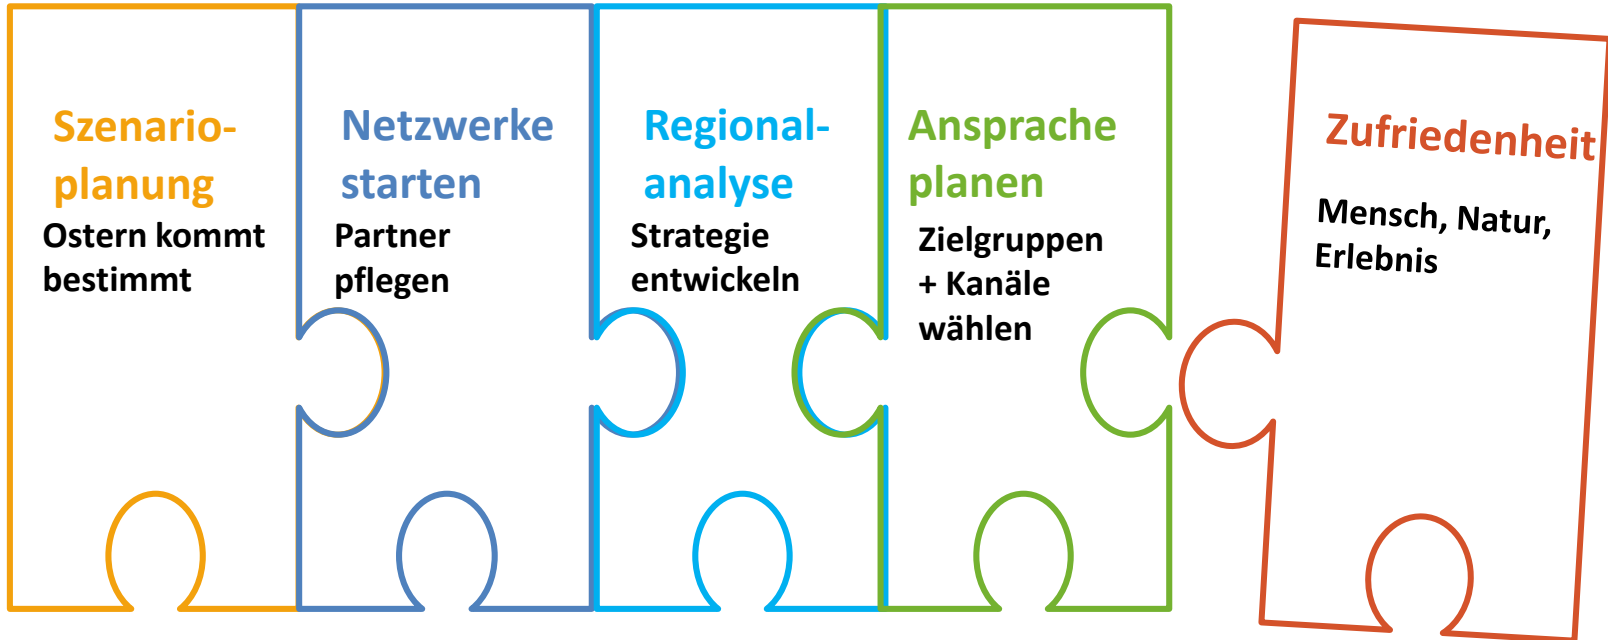 Szenario-
planung
Ostern kommt
bestimmt
Netzwerke
starten
Partner
pflegen
Regional-
analyse
Strategie
entwickeln
Ansprache
planen
Zielgruppen
+ Kanäle
wählen
Zufriedenheit
Mensch, Natur,
Erlebnis